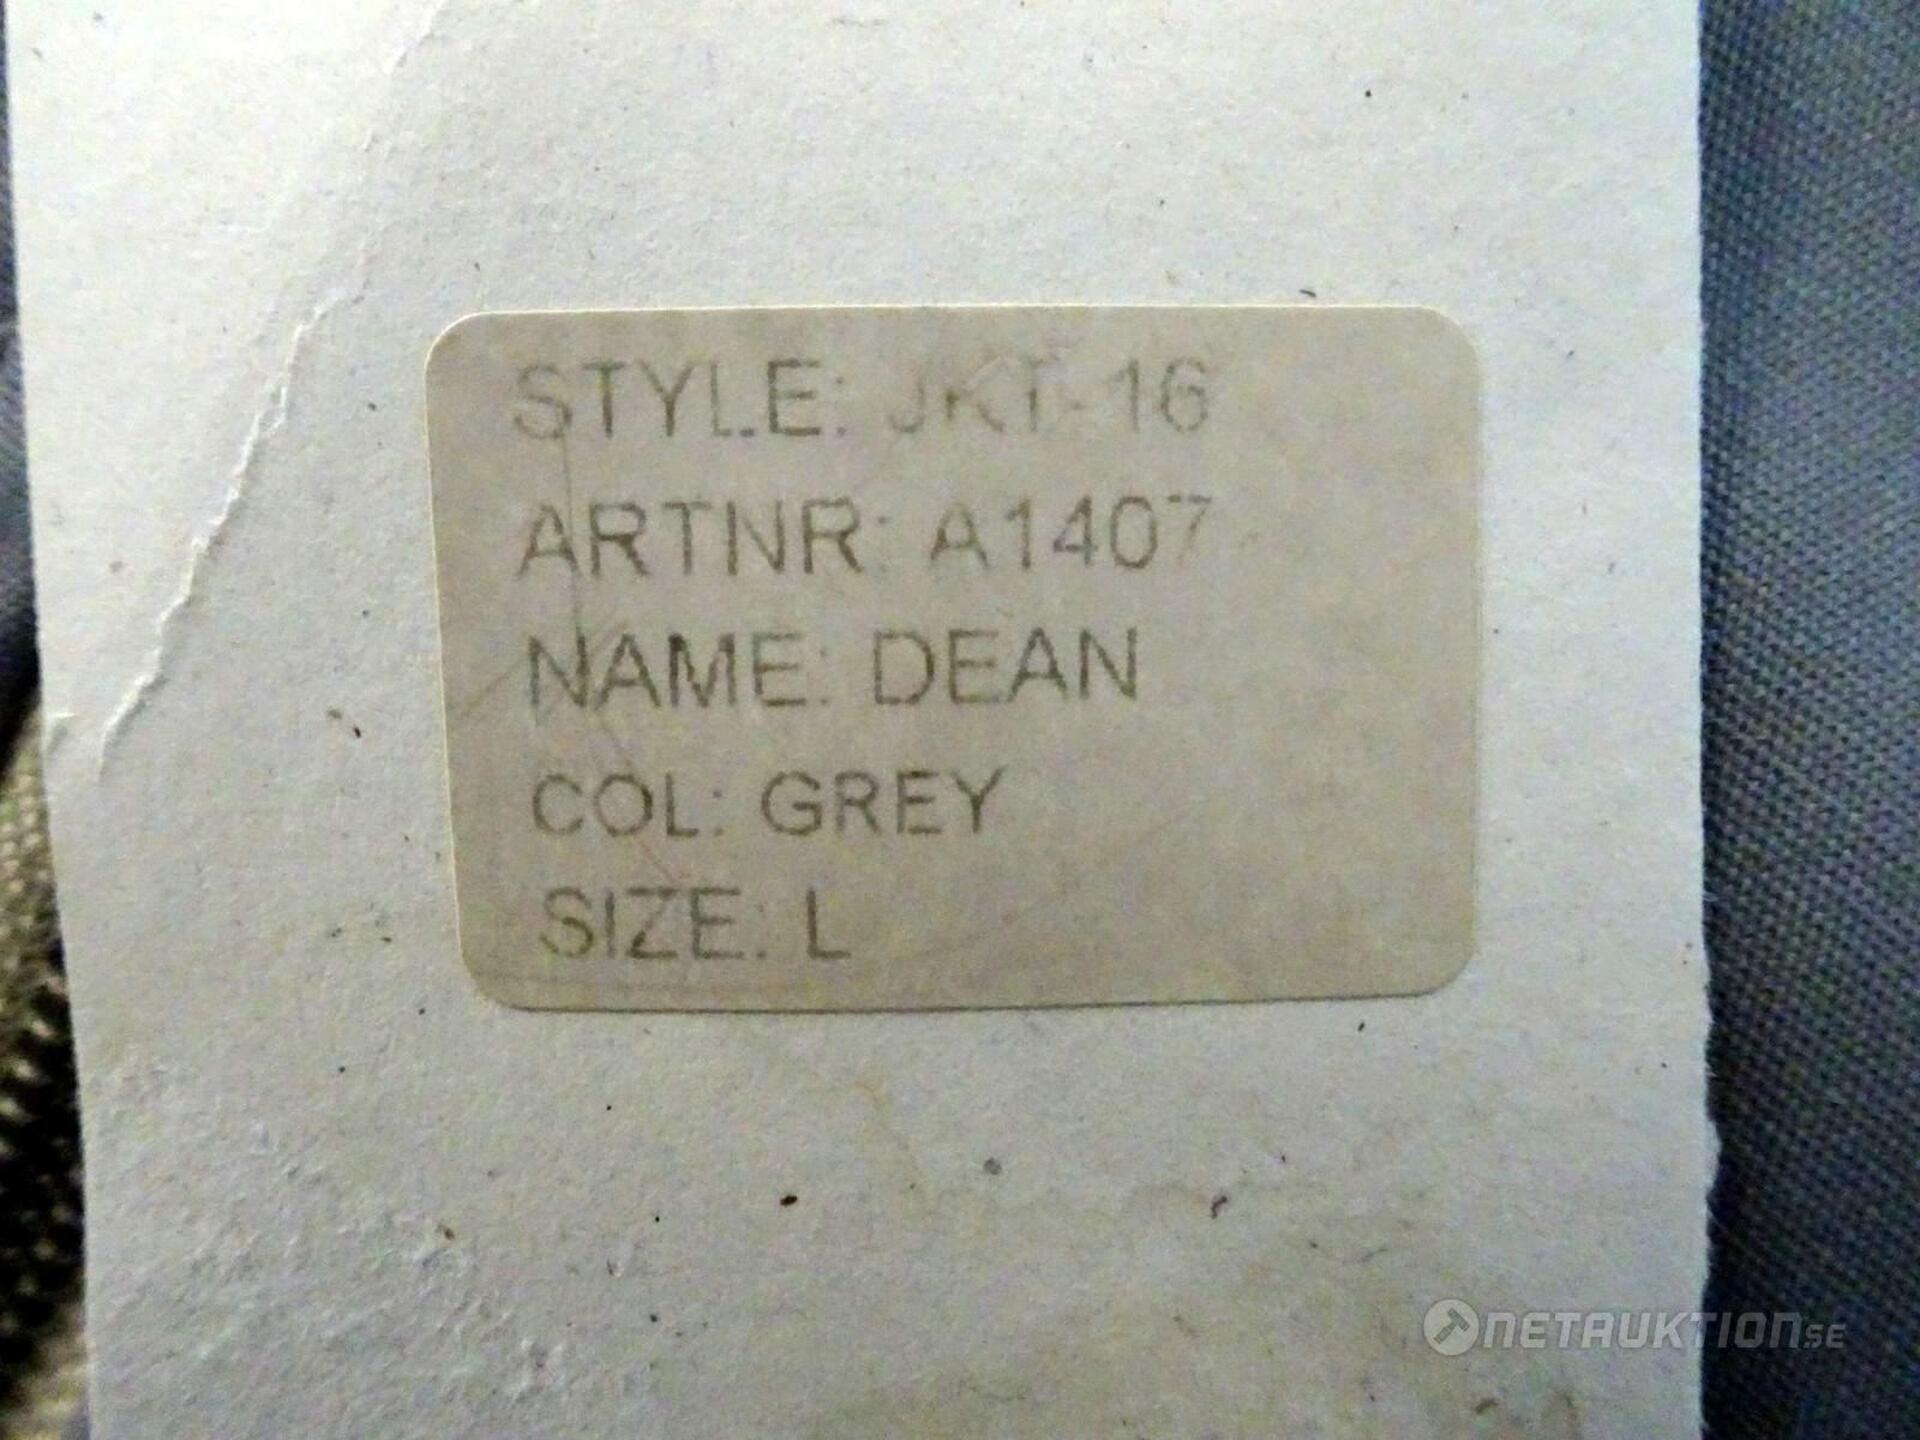 STYLE: JKT-16
ARTNR: A1407
NAME: DEAN
COL: GREY
SIZE: L
NETAUKTION.SE